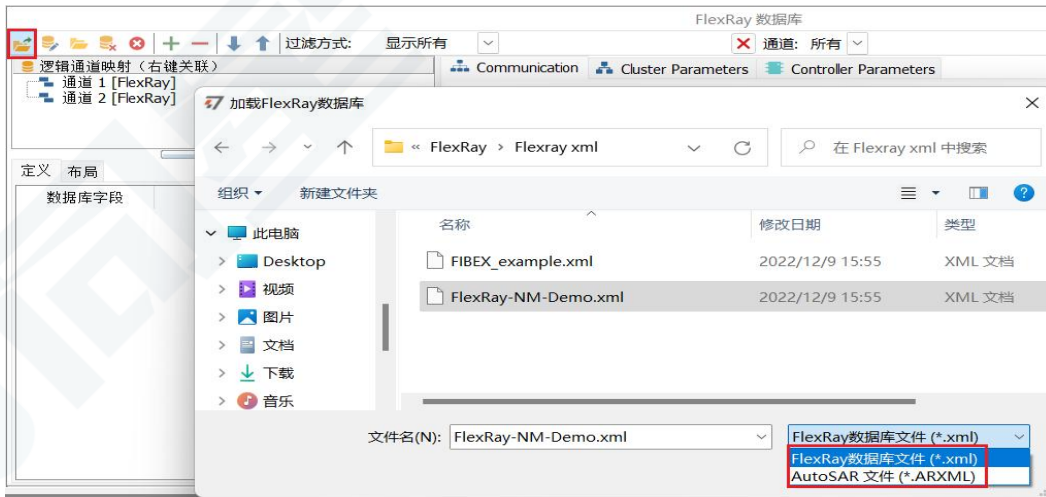 FlexRay 数据库
过滤方式: 显示所有 通道: 所有
逻辑通道映射（右键关联）
通道 1 [FlexRay]
通道 2 [FlexRay]
Communication Cluster Parameters Controller Parameters
加载FlexRay数据库
« FlexRay › Flexray xml
在 Flexray xml 中搜索
定义 布局
数据库字段
组织 新建文件夹
名称 修改日期 类型
此电脑
Desktop
视频
图片
文档
下载
音乐
FIBEX_example.xml 2022/12/9 15:55 XML 文档
FlexRay-NM-Demo.xml 2022/12/9 15:55 XML 文档
文件名(N): FlexRay-NM-Demo.xml FlexRay数据库文件 (*.xml)
FlexRay数据库文件 (*.xml)
AutoSAR 文件 (*.ARXML)